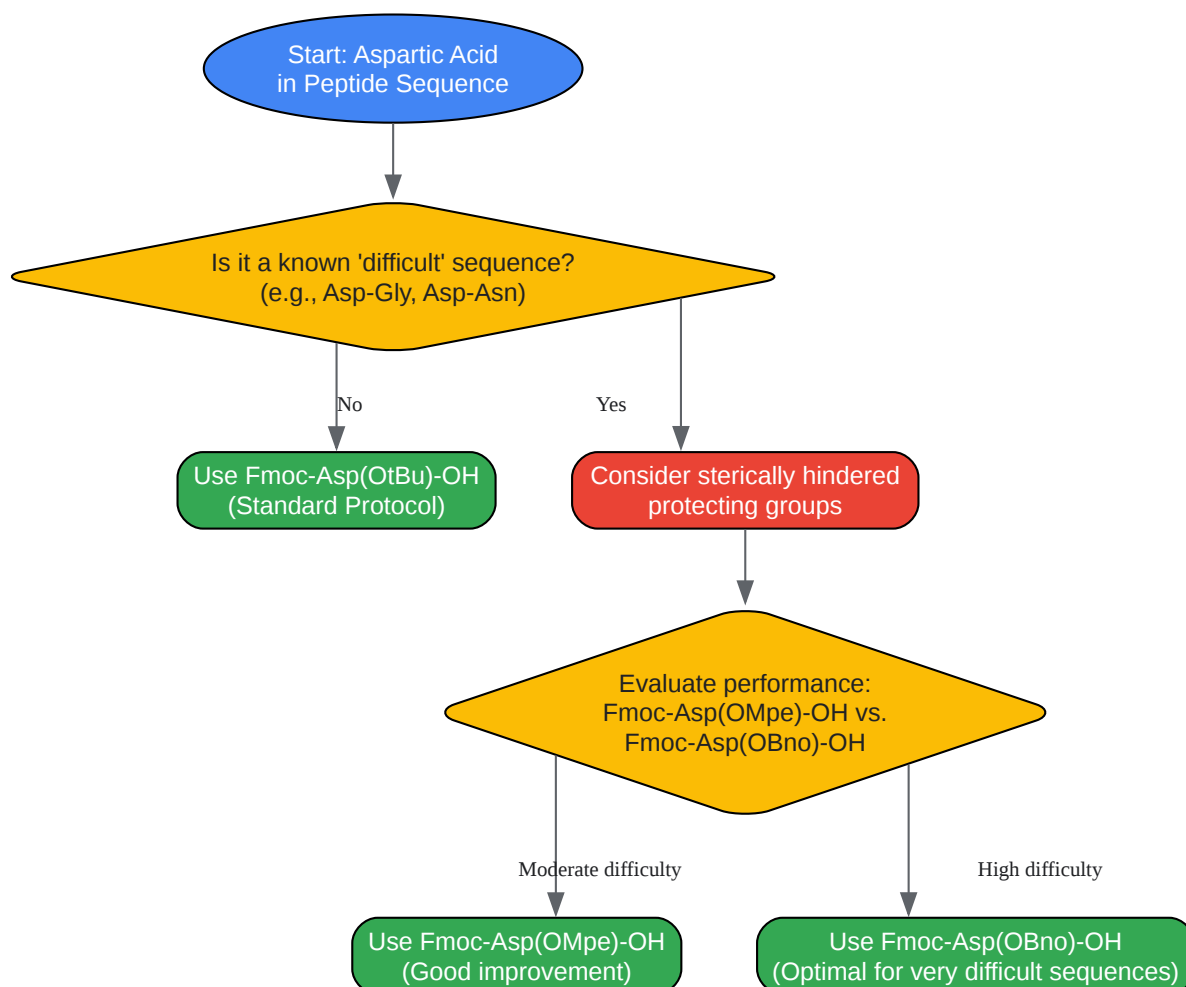 Start: Aspartic Acid
in Peptide Sequence
Is it a known 'difficult' sequence?
(e.g., Asp-Gly, Asp-Asn)
No
Yes
Use Fmoc-Asp(OtBu)-OH
(Standard Protocol)
Consider sterically hindered
protecting groups
Evaluate performance:
Fmoc-Asp(OMpe)-OH vs.
Fmoc-Asp(OBno)-OH
Moderate difficulty
High difficulty
Use Fmoc-Asp(OMpe)-OH
(Good improvement)
Use Fmoc-Asp(OBno)-OH
(Optimal for very difficult sequences)